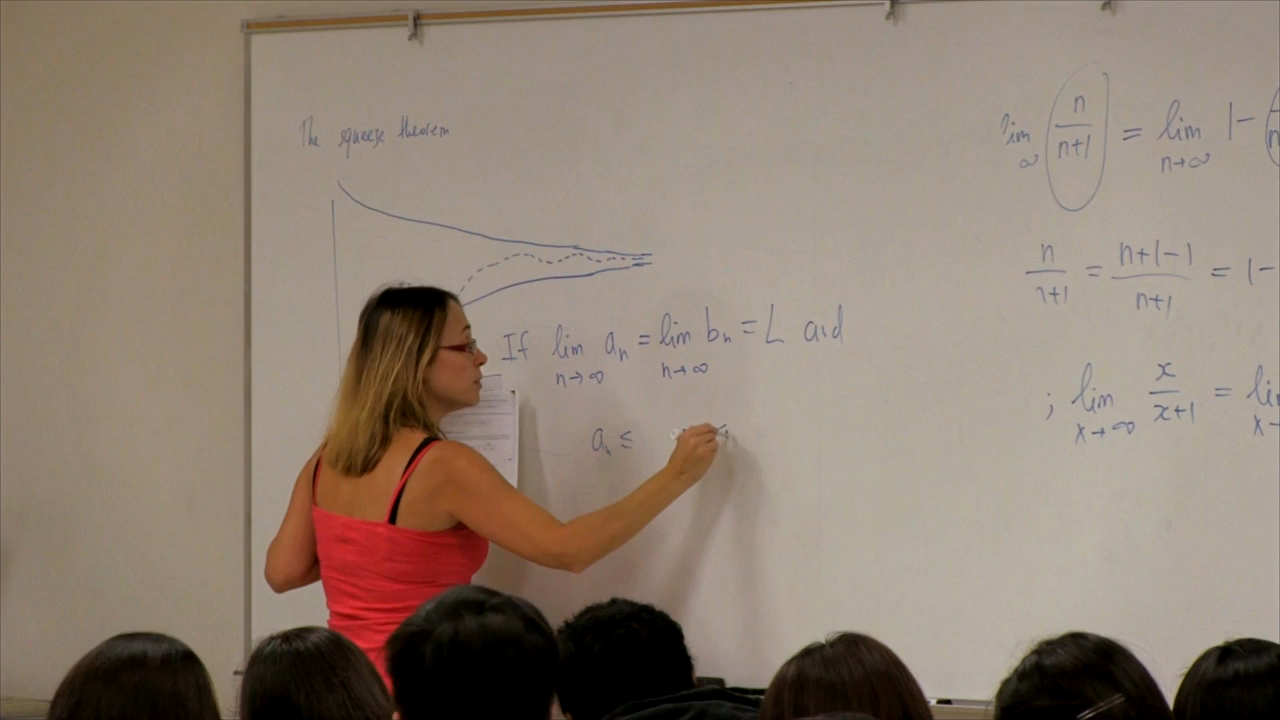 The squeeze theorem
If lim a_n = lim b_n = L and
n→∞ n→∞
a_n ≤
lim n/n+1 = lim 1 -
∞ n→∞
n/n+1 = n+1-1/n+1 = 1 -
; lim x/x+1 = lim
x→∞ x→